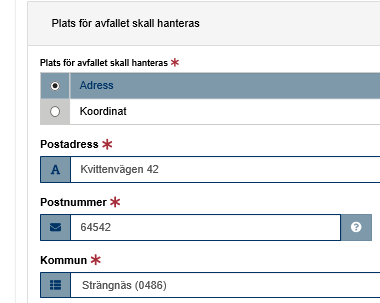 Plats för avfallet skall hanteras
Plats för avfallet skall hanteras *
Adress
Koordinat
Postadress *
A Kvittenvägen 42
Postnummer *
64542 ?
Kommun *
Strängnäs (0486)